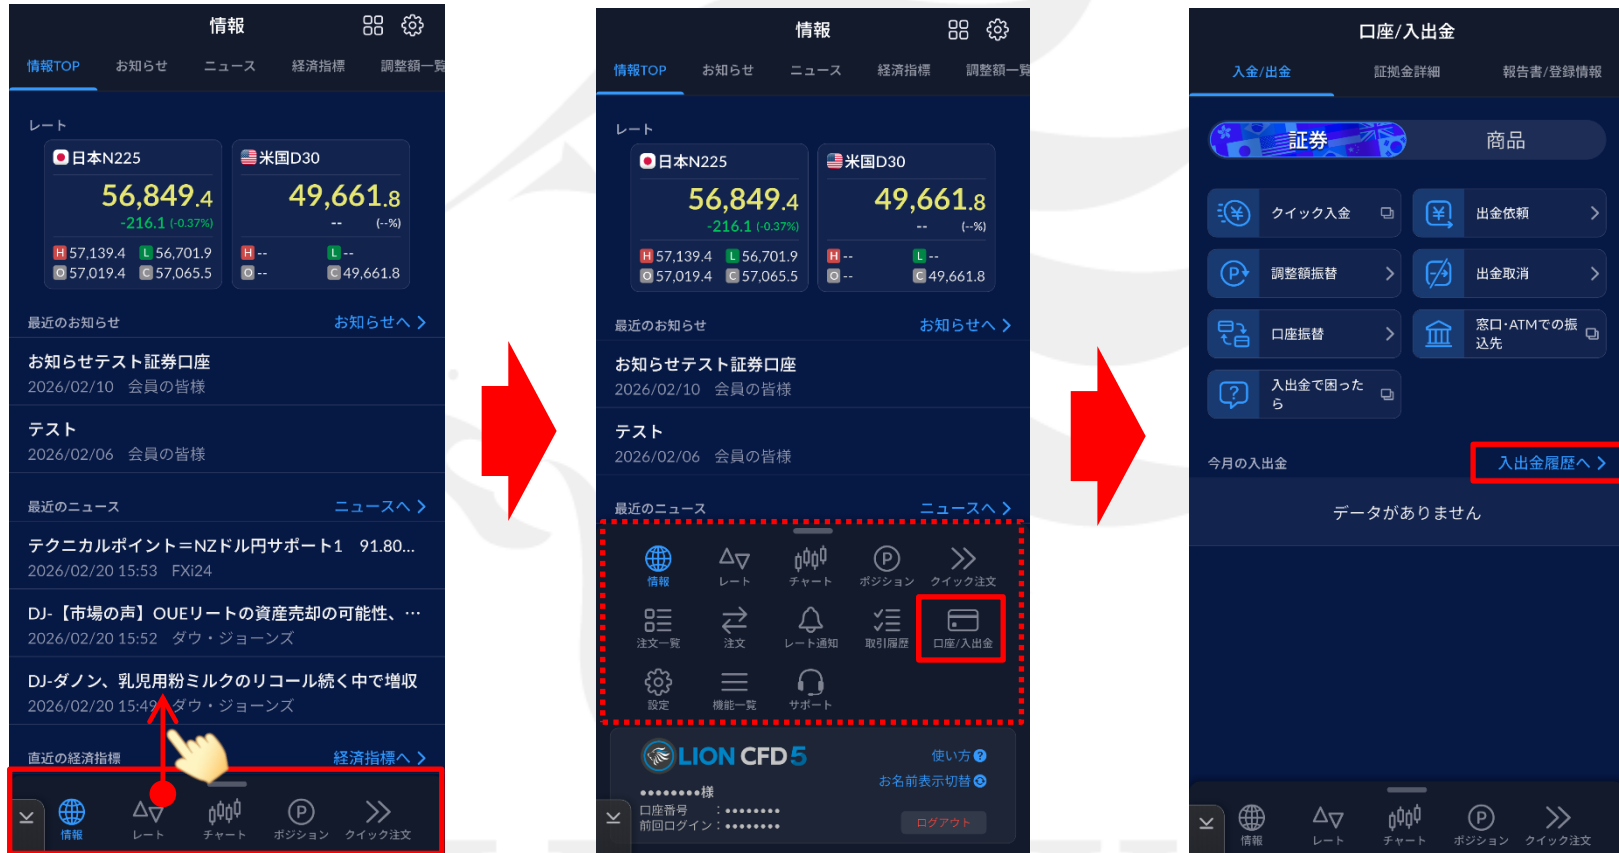 情報
情報TOP お知らせ ニュース 経済指標 調整額一覧
レート
日本N225
56,849.4
-216.1 (-0.37%)
H 57,139.4 L 56,701.9
O 57,019.4 C 57,065.5
米国D30
49,661.8
-- (--%)
H -- L --
O -- C 49,661.8
最近のお知らせ お知らせへ
お知らせテスト証券口座
2026/02/10 会員の皆様
テスト
2026/02/06 会員の皆様
最近のニュース ニュースへ
テクニカルポイント＝NZドル円サポート1 91.80...
2026/02/20 15:53 FXi24
DJ-【市場の声】OUEリートの資産売却の可能性、…
2026/02/20 15:52 ダウ・ジョーンズ
DJ-ダノン、乳児用粉ミルクのリコール続く中で増収
2026/02/20 15:49 ダウ・ジョーンズ
直近の経済指標 経済指標へ
情報 レート チャート ポジション クイック注文
情報
情報TOP お知らせ ニュース 経済指標 調整額一覧
レート
日本N225
56,849.4
-216.1 (-0.37%)
H 57,139.4 L 56,701.9
O 57,019.4 C 57,065.5
米国D30
49,661.8
-- (--%)
H -- L --
O -- C 49,661.8
最近のお知らせ お知らせへ
お知らせテスト証券口座
2026/02/10 会員の皆様
テスト
2026/02/06 会員の皆様
最近のニュース ニュースへ
情報 レート チャート ポジション クイック注文
注文一覧 注文 レート通知 取引履歴 口座/入出金
設定 機能一覧 サポート
LION CFD 5
使い方
お名前表示切替
••••••••様
口座番号 ：••••••••
前回ログイン：••••••••
ログアウト
口座/入出金
入金/出金 証拠金詳細 報告書/登録情報
証券 商品
クイック入金 出金依頼
調整額振替 出金取消
口座振替
窓口・ATMでの振
込先
入出金で困った
ら
今月の入出金 入出金履歴へ
データがありません
情報 レート チャート ポジション クイック注文